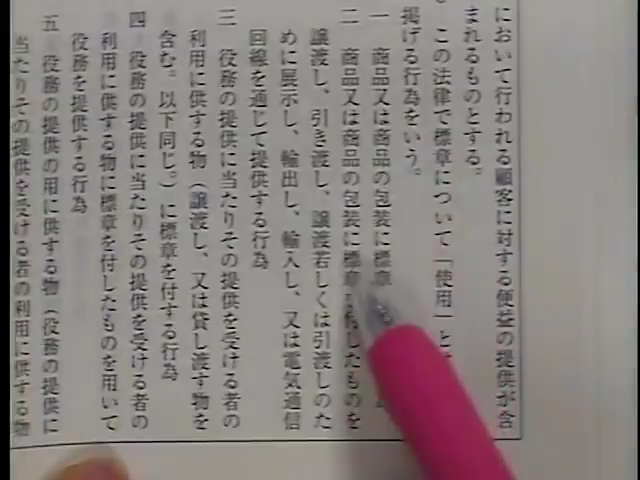 において行われる顧客に対する便益の提供が含
まれるものとする。
この法律で標章について「使用」と
掲げる行為をいう。
一 商品又は商品の包装に標章
二 商品又は商品の包装に標章を付したものを
譲渡し、引き渡し、譲渡若しくは引渡しのた
めに展示し、輸出し、輸入し、又は電気通信
回線を通じて提供する行為
三 役務の提供に当たりその提供を受ける者の
利用に供する物(譲渡し、又は貸し渡す物を
含む。以下同じ。)に標章を付する行為
四 役務の提供に当たりその提供を受ける者の
利用に供する物に標章を付したものを用いて
役務を提供する行為
五 役務の提供の用に供する物(役務の提供に
当たりその提供を受ける者の利用に供する物